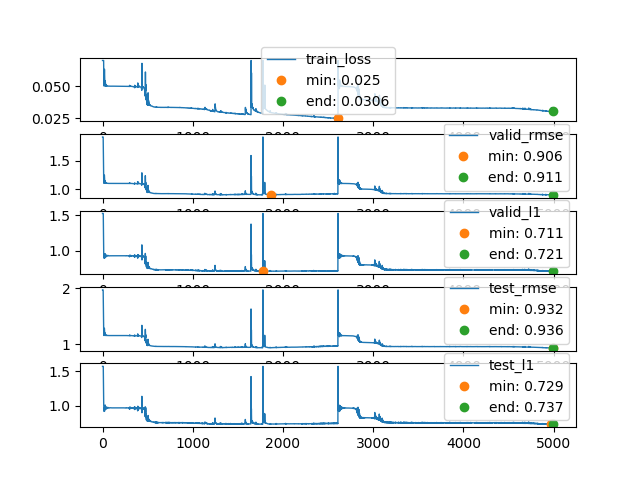 train_loss
min: 0.025
end: 0.0306
0.050
0.025
valid_rmse
min: 0.906
end: 0.911
1.5
1.0
valid_l1
min: 0.711
end: 0.721
1.5
1.0
test_rmse
min: 0.932
end: 0.936
2
1
test_l1
min: 0.729
end: 0.737
1.5
1.0
0 1000 2000 3000 4000 5000